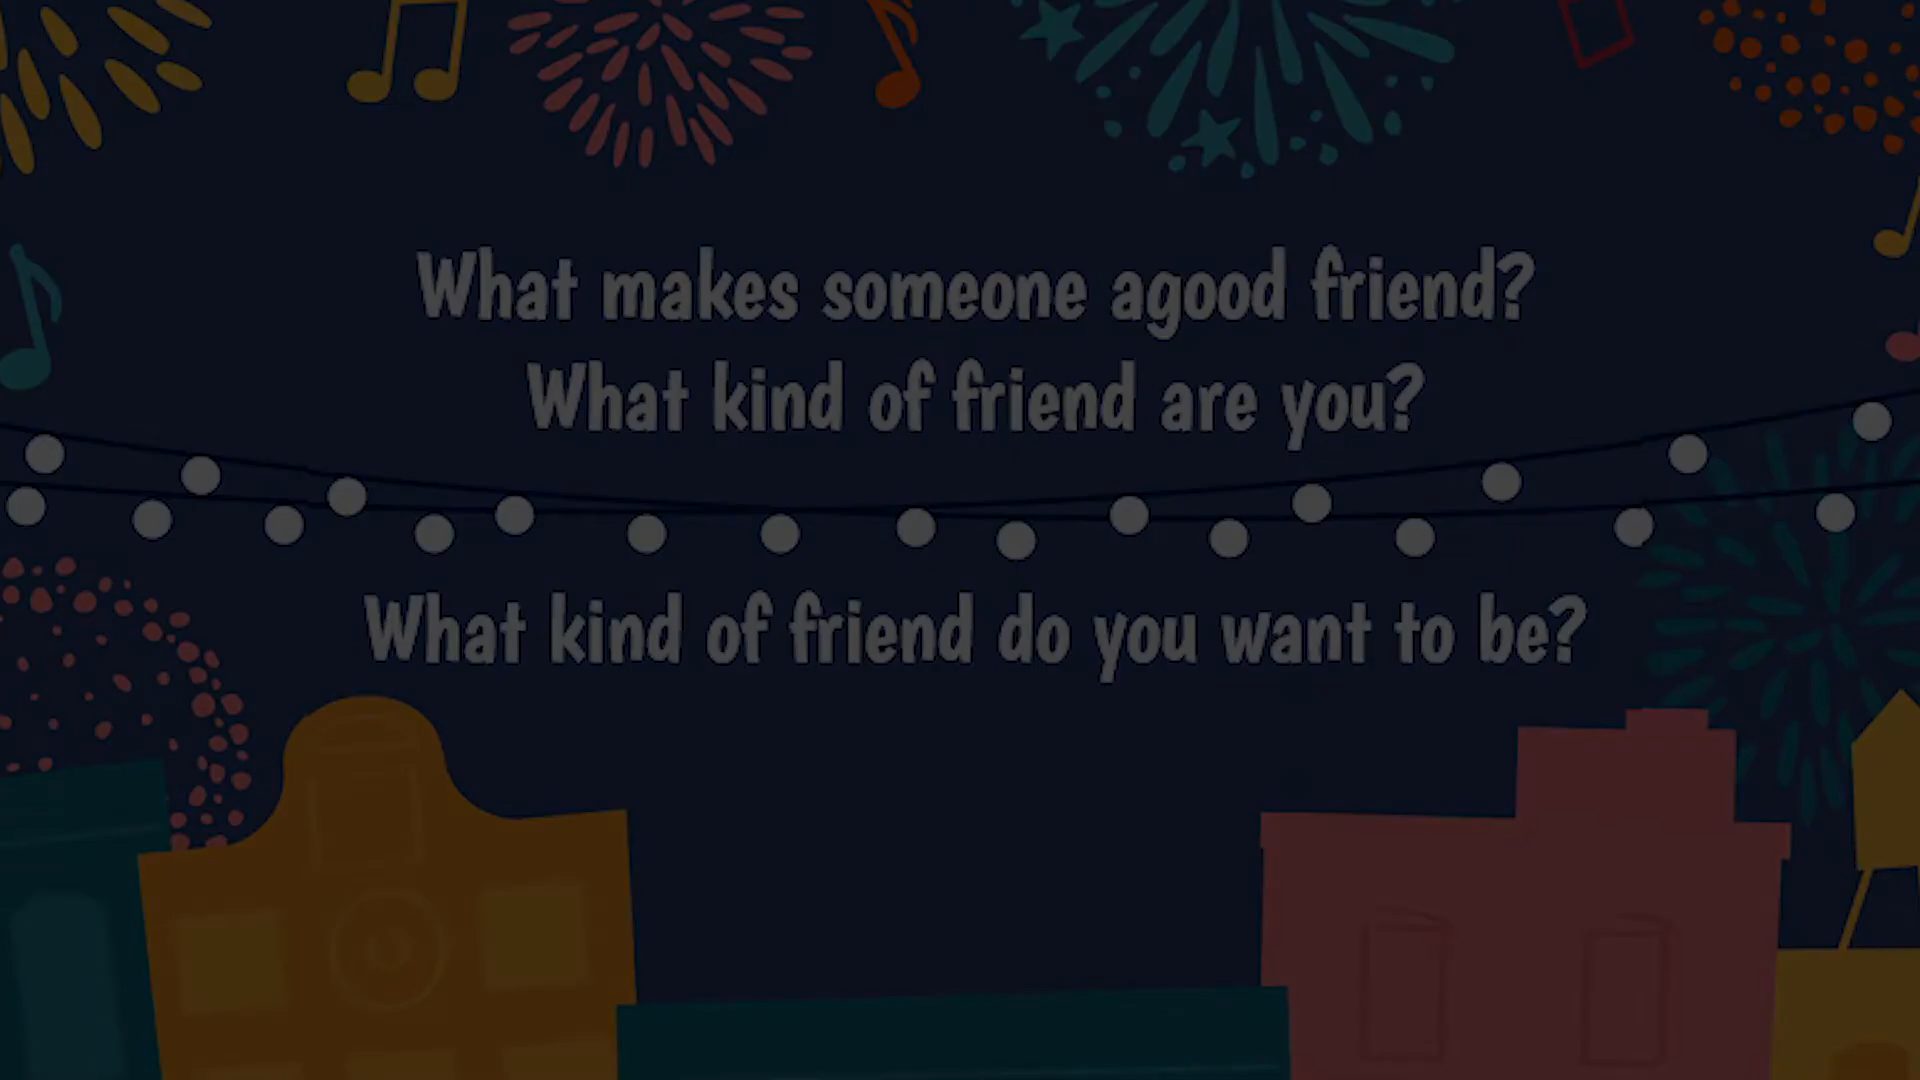 What makes someone agood friend?
What kind of friend are you?
What kind of friend do you want to be?